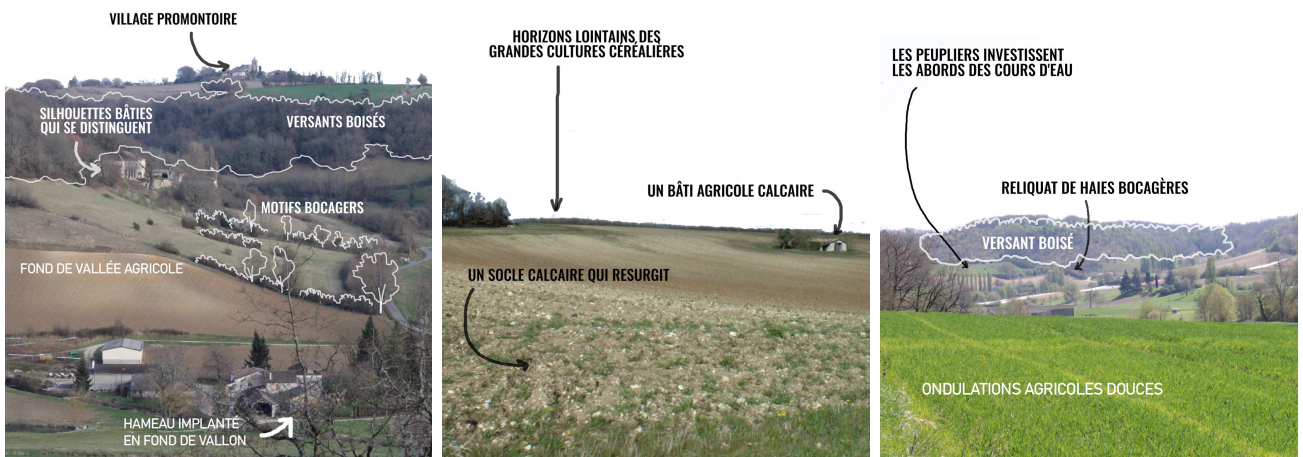 VILLAGE PROMONTOIRE
SILHOUETTES BÂTIES
QUI SE DISTINGUENT
VERSANTS BOISÉS
MOTIFS BOCAGERS
FOND DE VALLÉE AGRICOLE
HAMEAU IMPLANTÉ
EN FOND DE VALLON
HORIZONS LOINTAINS DES
GRANDES CULTURES CÉRÉALIÈRES
UN BÂTI AGRICOLE CALCAIRE
UN SOCLE CALCAIRE QUI RESURGIT
LES PEUPLIERS INVESTISSENT
LES ABORDS DES COURS D'EAU
RELIQUAT DE HAIES BOCAGÈRES
VERSANT BOISÉ
ONDULATIONS AGRICOLES DOUCES